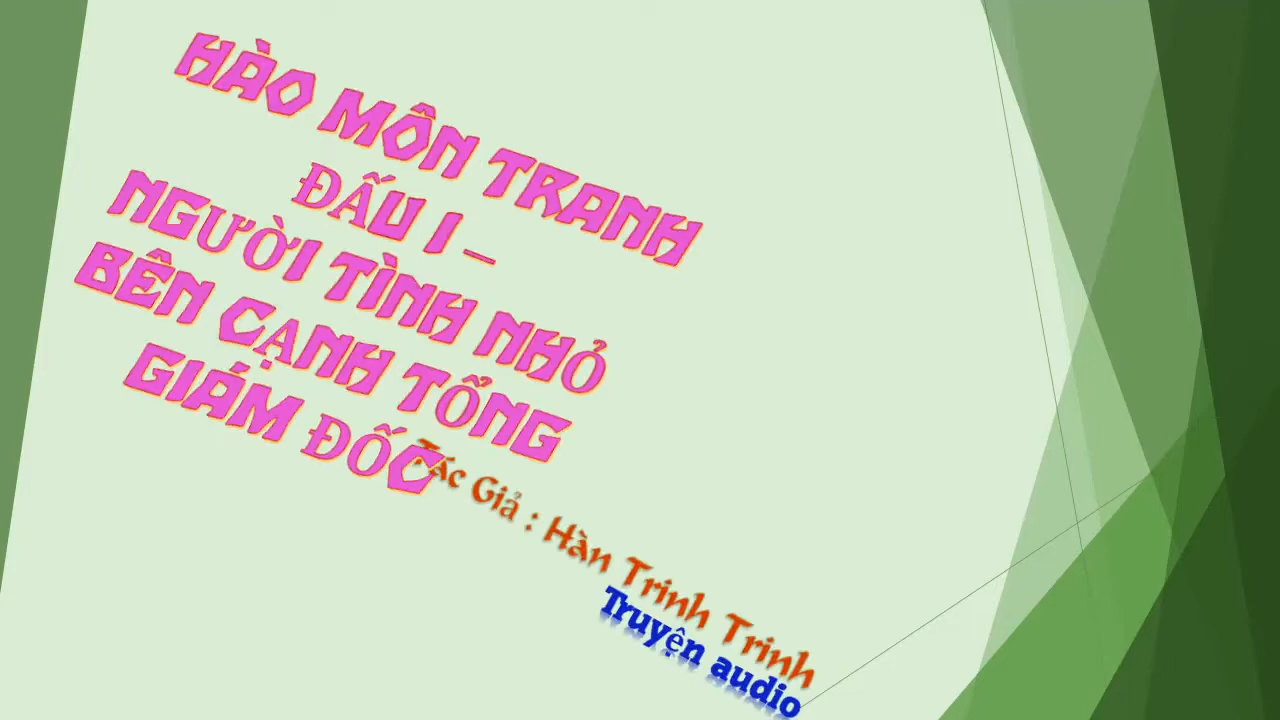 HÀO MÔN TRANH
ĐẤU I –
NGƯỜI TÌNH NHỎ
BÊN CẠNH TỔNG
GIÁM ĐỐC
Tác Giả : Hàn Trinh Trinh
Truyện audio